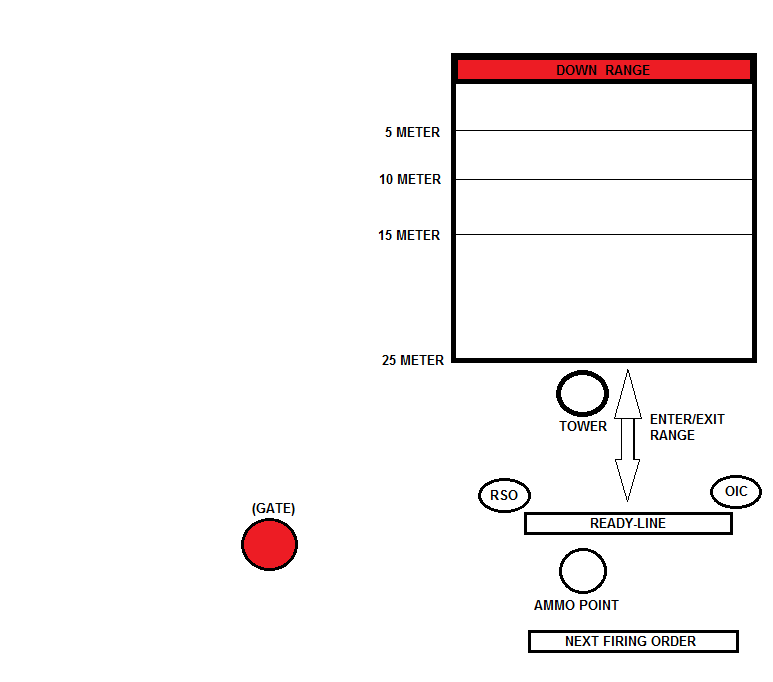 DOWN RANGE
5 METER
10 METER
15 METER
25 METER
TOWER
ENTER/EXIT
RANGE
RSO
OIC
READY-LINE
(GATE)
AMMO POINT
NEXT FIRING ORDER